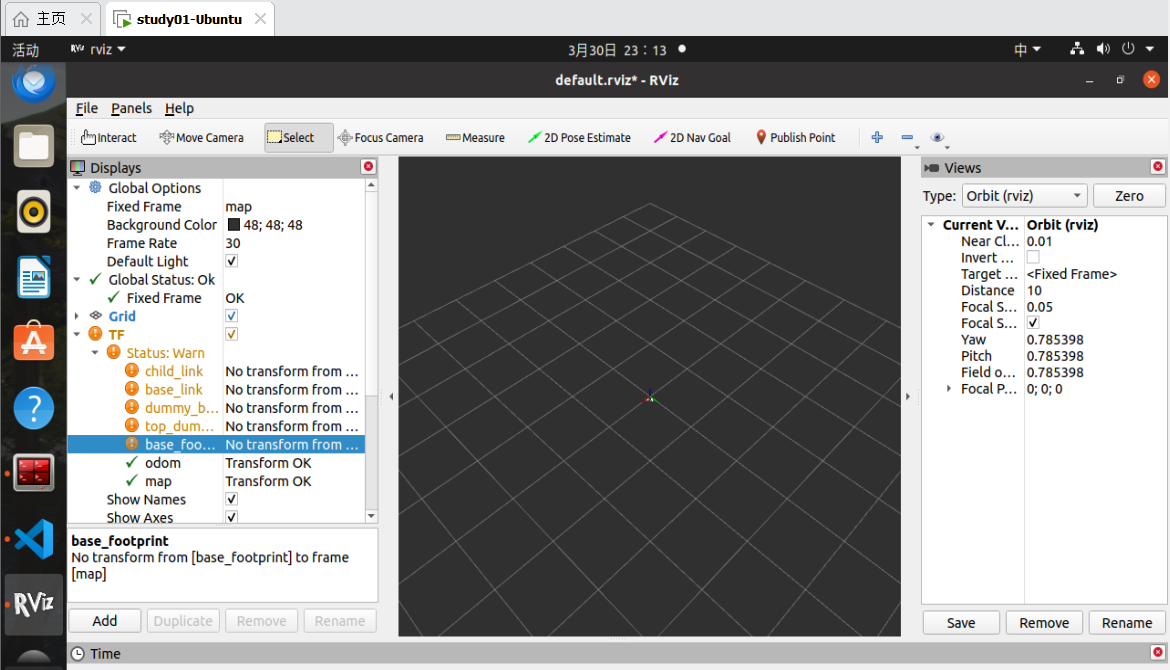 主页
study01-Ubuntu
活动 RViz rviz 3月30日 23：13 中
default.rviz* - RViz
File Panels Help
Interact Move Camera Select Focus Camera Measure 2D Pose Estimate 2D Nav Goal Publish Point
Displays
Global Options
Fixed Frame map
Background Color 48; 48; 48
Frame Rate 30
Default Light
Global Status: Ok
Fixed Frame OK
Grid
TF
Status: Warn
child_link No transform from ...
base_link No transform from ...
dummy_b... No transform from ...
top_dum... No transform from ...
base_foo... No transform from ...
odom Transform OK
map Transform OK
Show Names
Show Axes
base_footprint
No transform from [base_footprint] to frame
[map]
Add Duplicate Remove Rename
Views
Type: Orbit (rviz) Zero
Current V... Orbit (rviz)
Near Cl... 0.01
Invert ...
Target ... <Fixed Frame>
Distance 10
Focal S... 0.05
Focal S...
Yaw 0.785398
Pitch 0.785398
Field o... 0.785398
Focal P... 0; 0; 0
Save Remove Rename
RViz
Time